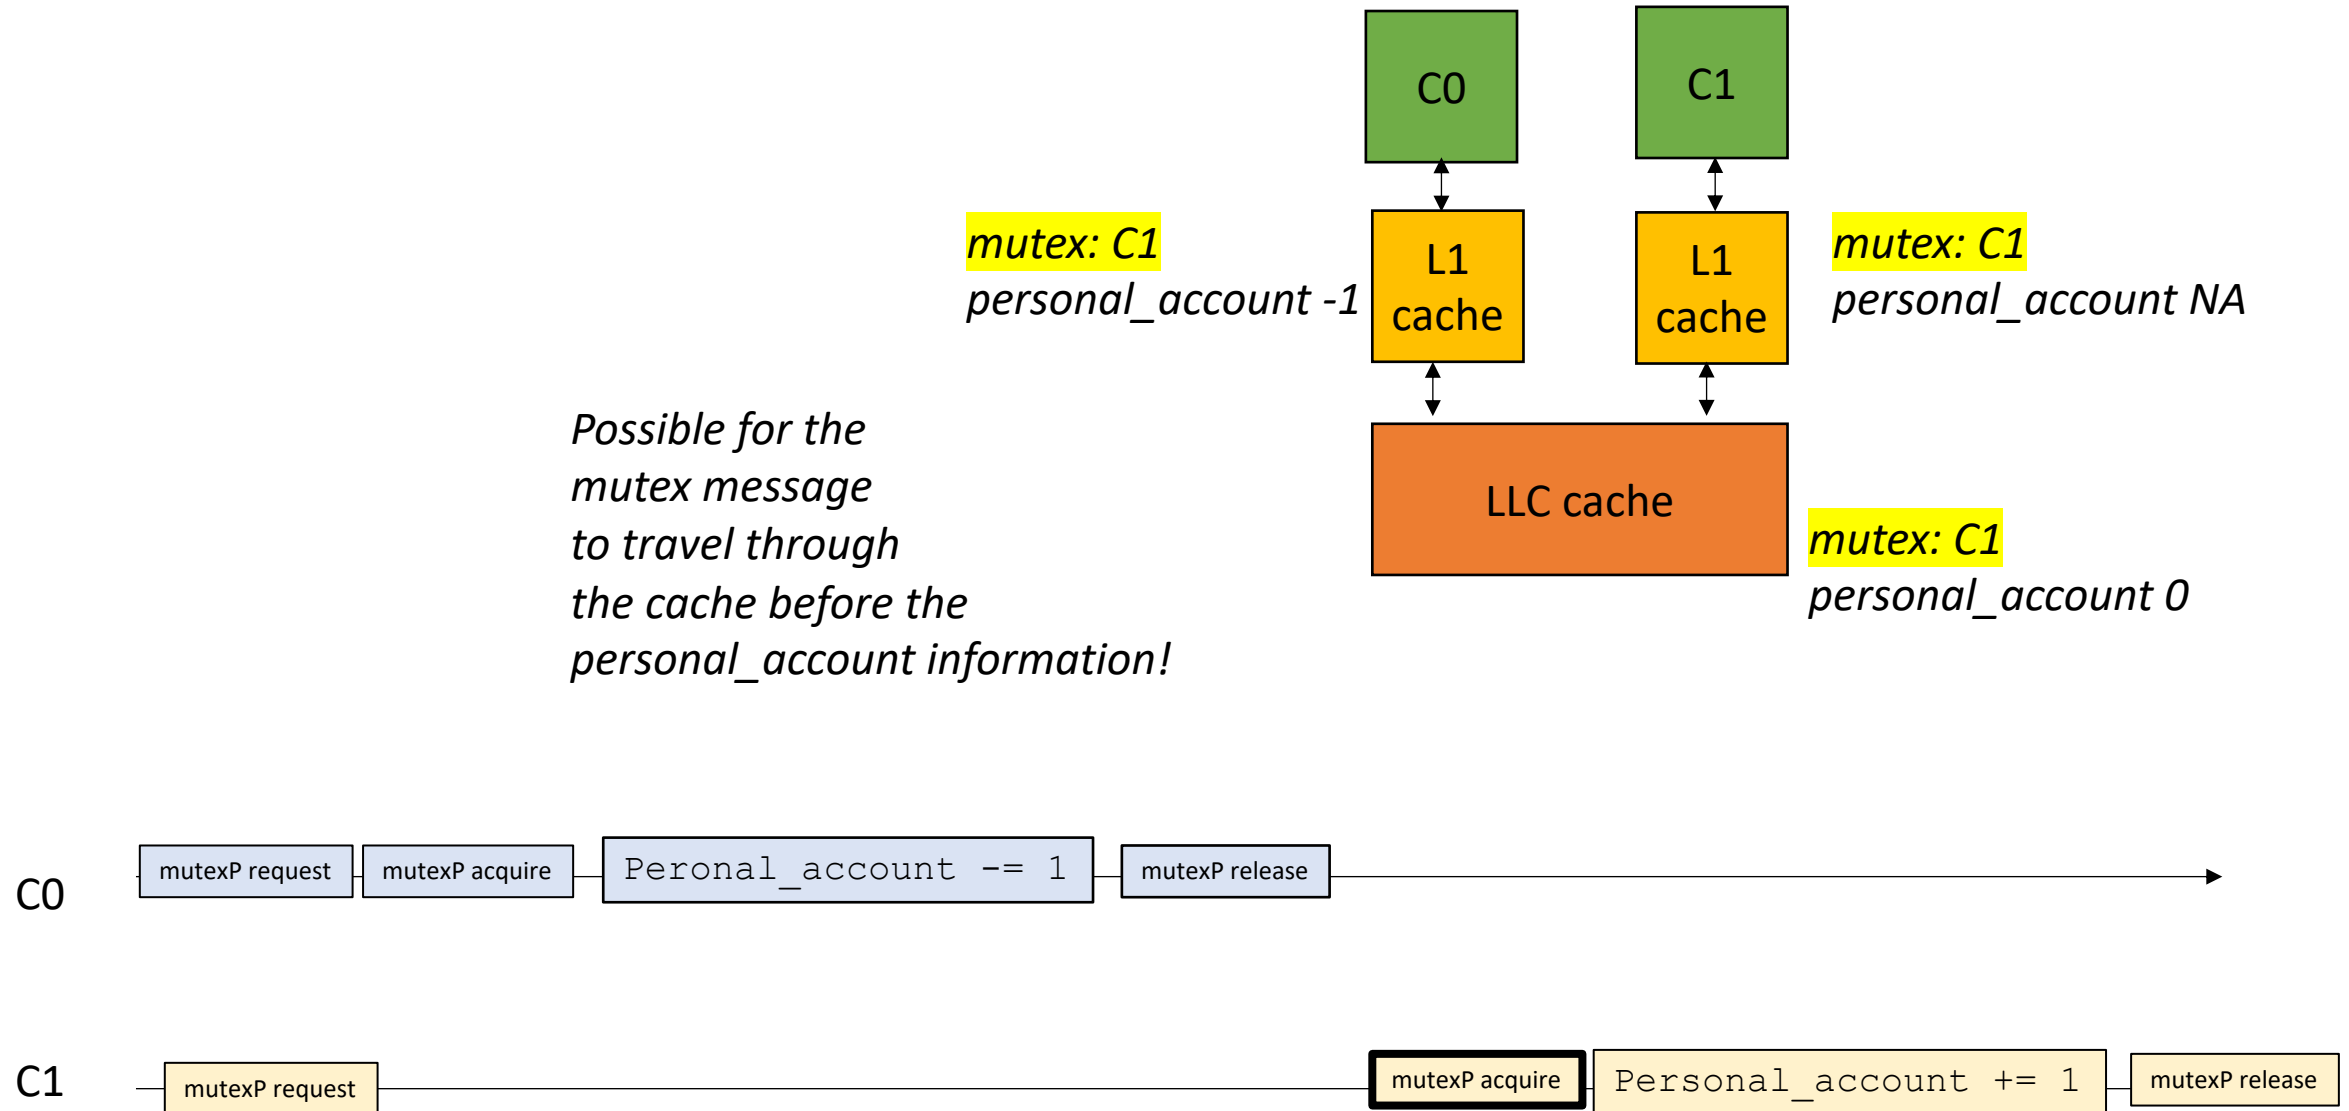 C0
C1
mutex: C1
personal_account -1
L1
cache
L1
cache
mutex: C1
personal_account NA
Possible for the
mutex message
to travel through
the cache before the
personal_account information!
LLC cache
mutex: C1
personal_account 0
C0
mutexP request
mutexP acquire
Peronal_account -= 1
mutexP release
C1
mutexP request
mutexP acquire
Personal_account += 1
mutexP release